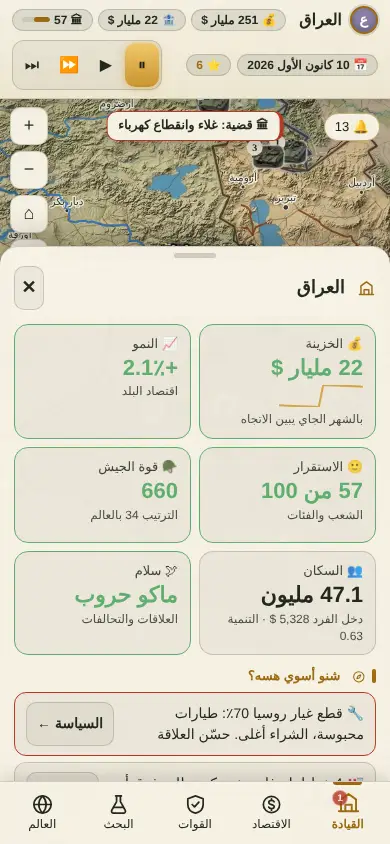 ع
العراق
💰 251 مليار $
🏦 22 مليار $
🏛 57
📅 10 كانون الأول 2026
⭐ 6
⏸
▶
⏩
⏭
🔔 13
🏛 قضية: غلاء وانقطاع كهرباء
أرضروم
3
أرومية
تبريز
أردبيل
ديار بكر
+
−
⌂
العراق
✕
💰 الخزينة
22 مليار $
بالشهر الجاي يبين الاتجاه
📈 النمو
+2.1٪
اقتصاد البلد
🙂 الاستقرار
57 من 100
الشعب والفئات
🪖 قوة الجيش
660
الترتيب 34 بالعالم
👥 السكان
47.1 مليون
دخل الفرد 5,328 $ · التنمية
0.63
🕊 سلام
ماكو حروب
العلاقات والتحالفات
شنو أسوي هسه؟
🔧 قطع غيار روسيا 70٪: طيارات
محبوسة، الشراء أغلى. حسّن العلاقة
السياسة ←
1
القيادة
الاقتصاد
القوات
البحث
العالم